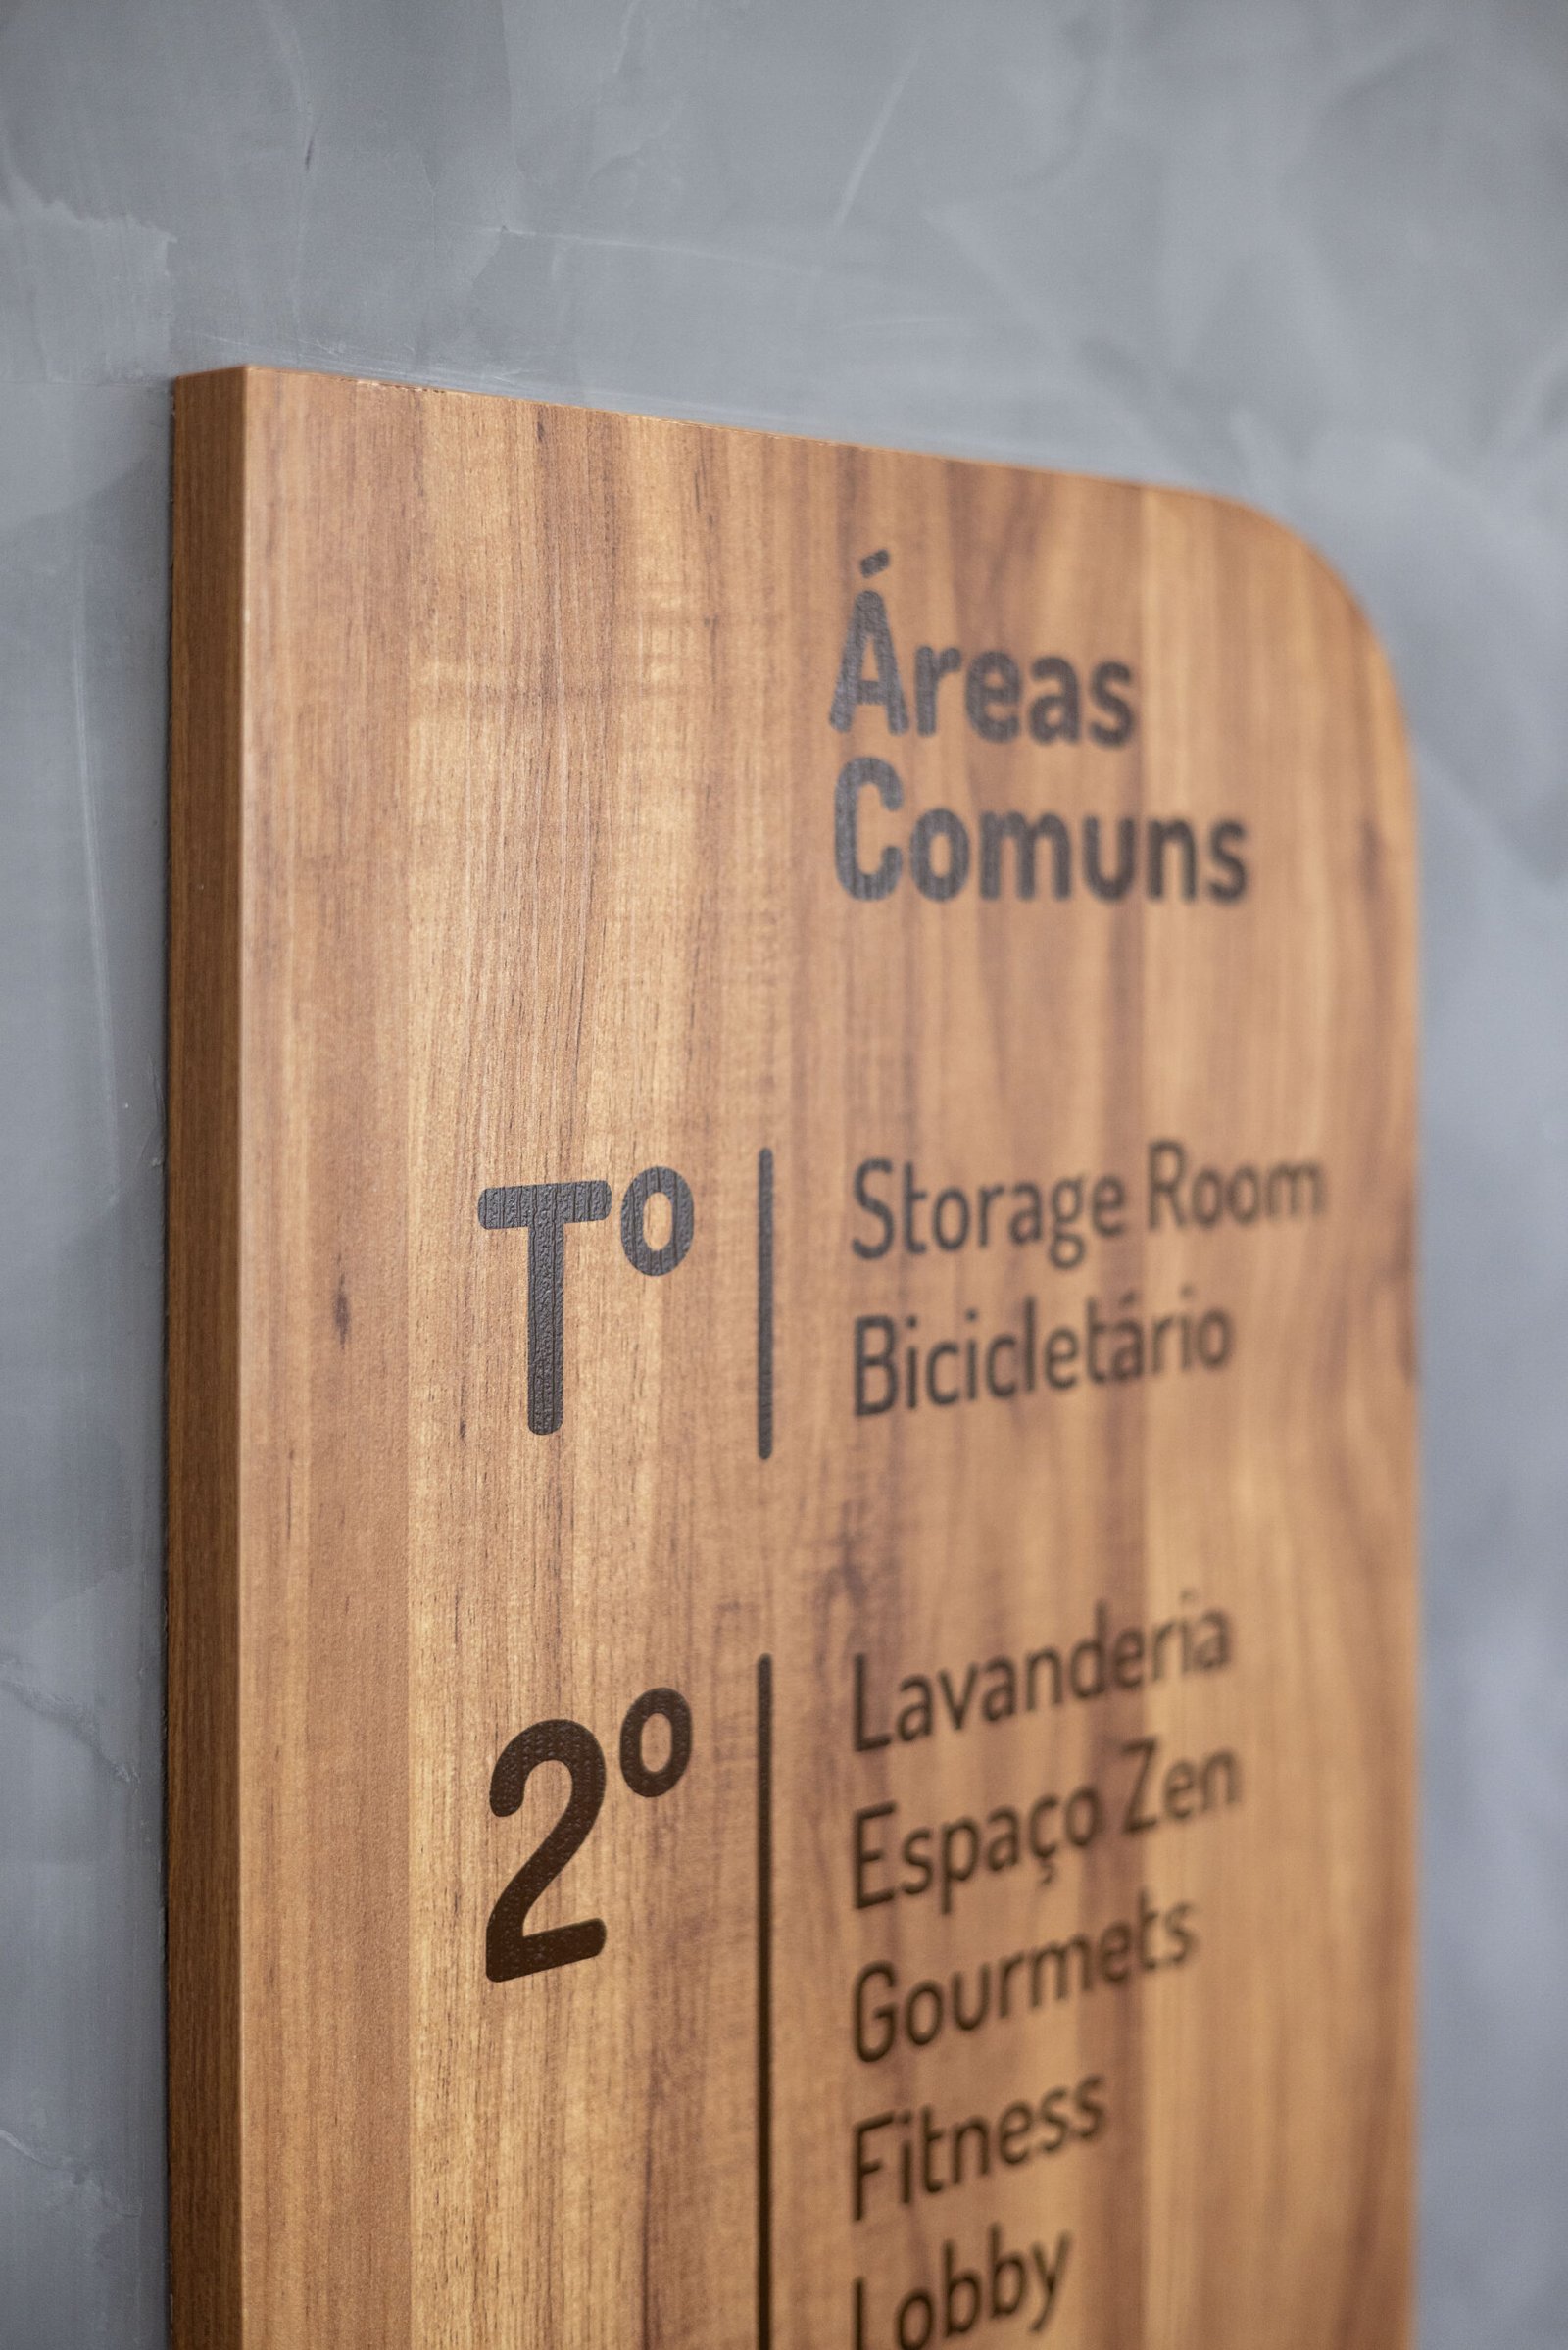 Áreas
Comuns
Tº
Storage Room
Bicicletário
2º
Lavanderia
Espaço Zen
Gourmets
Fitness
Lobby